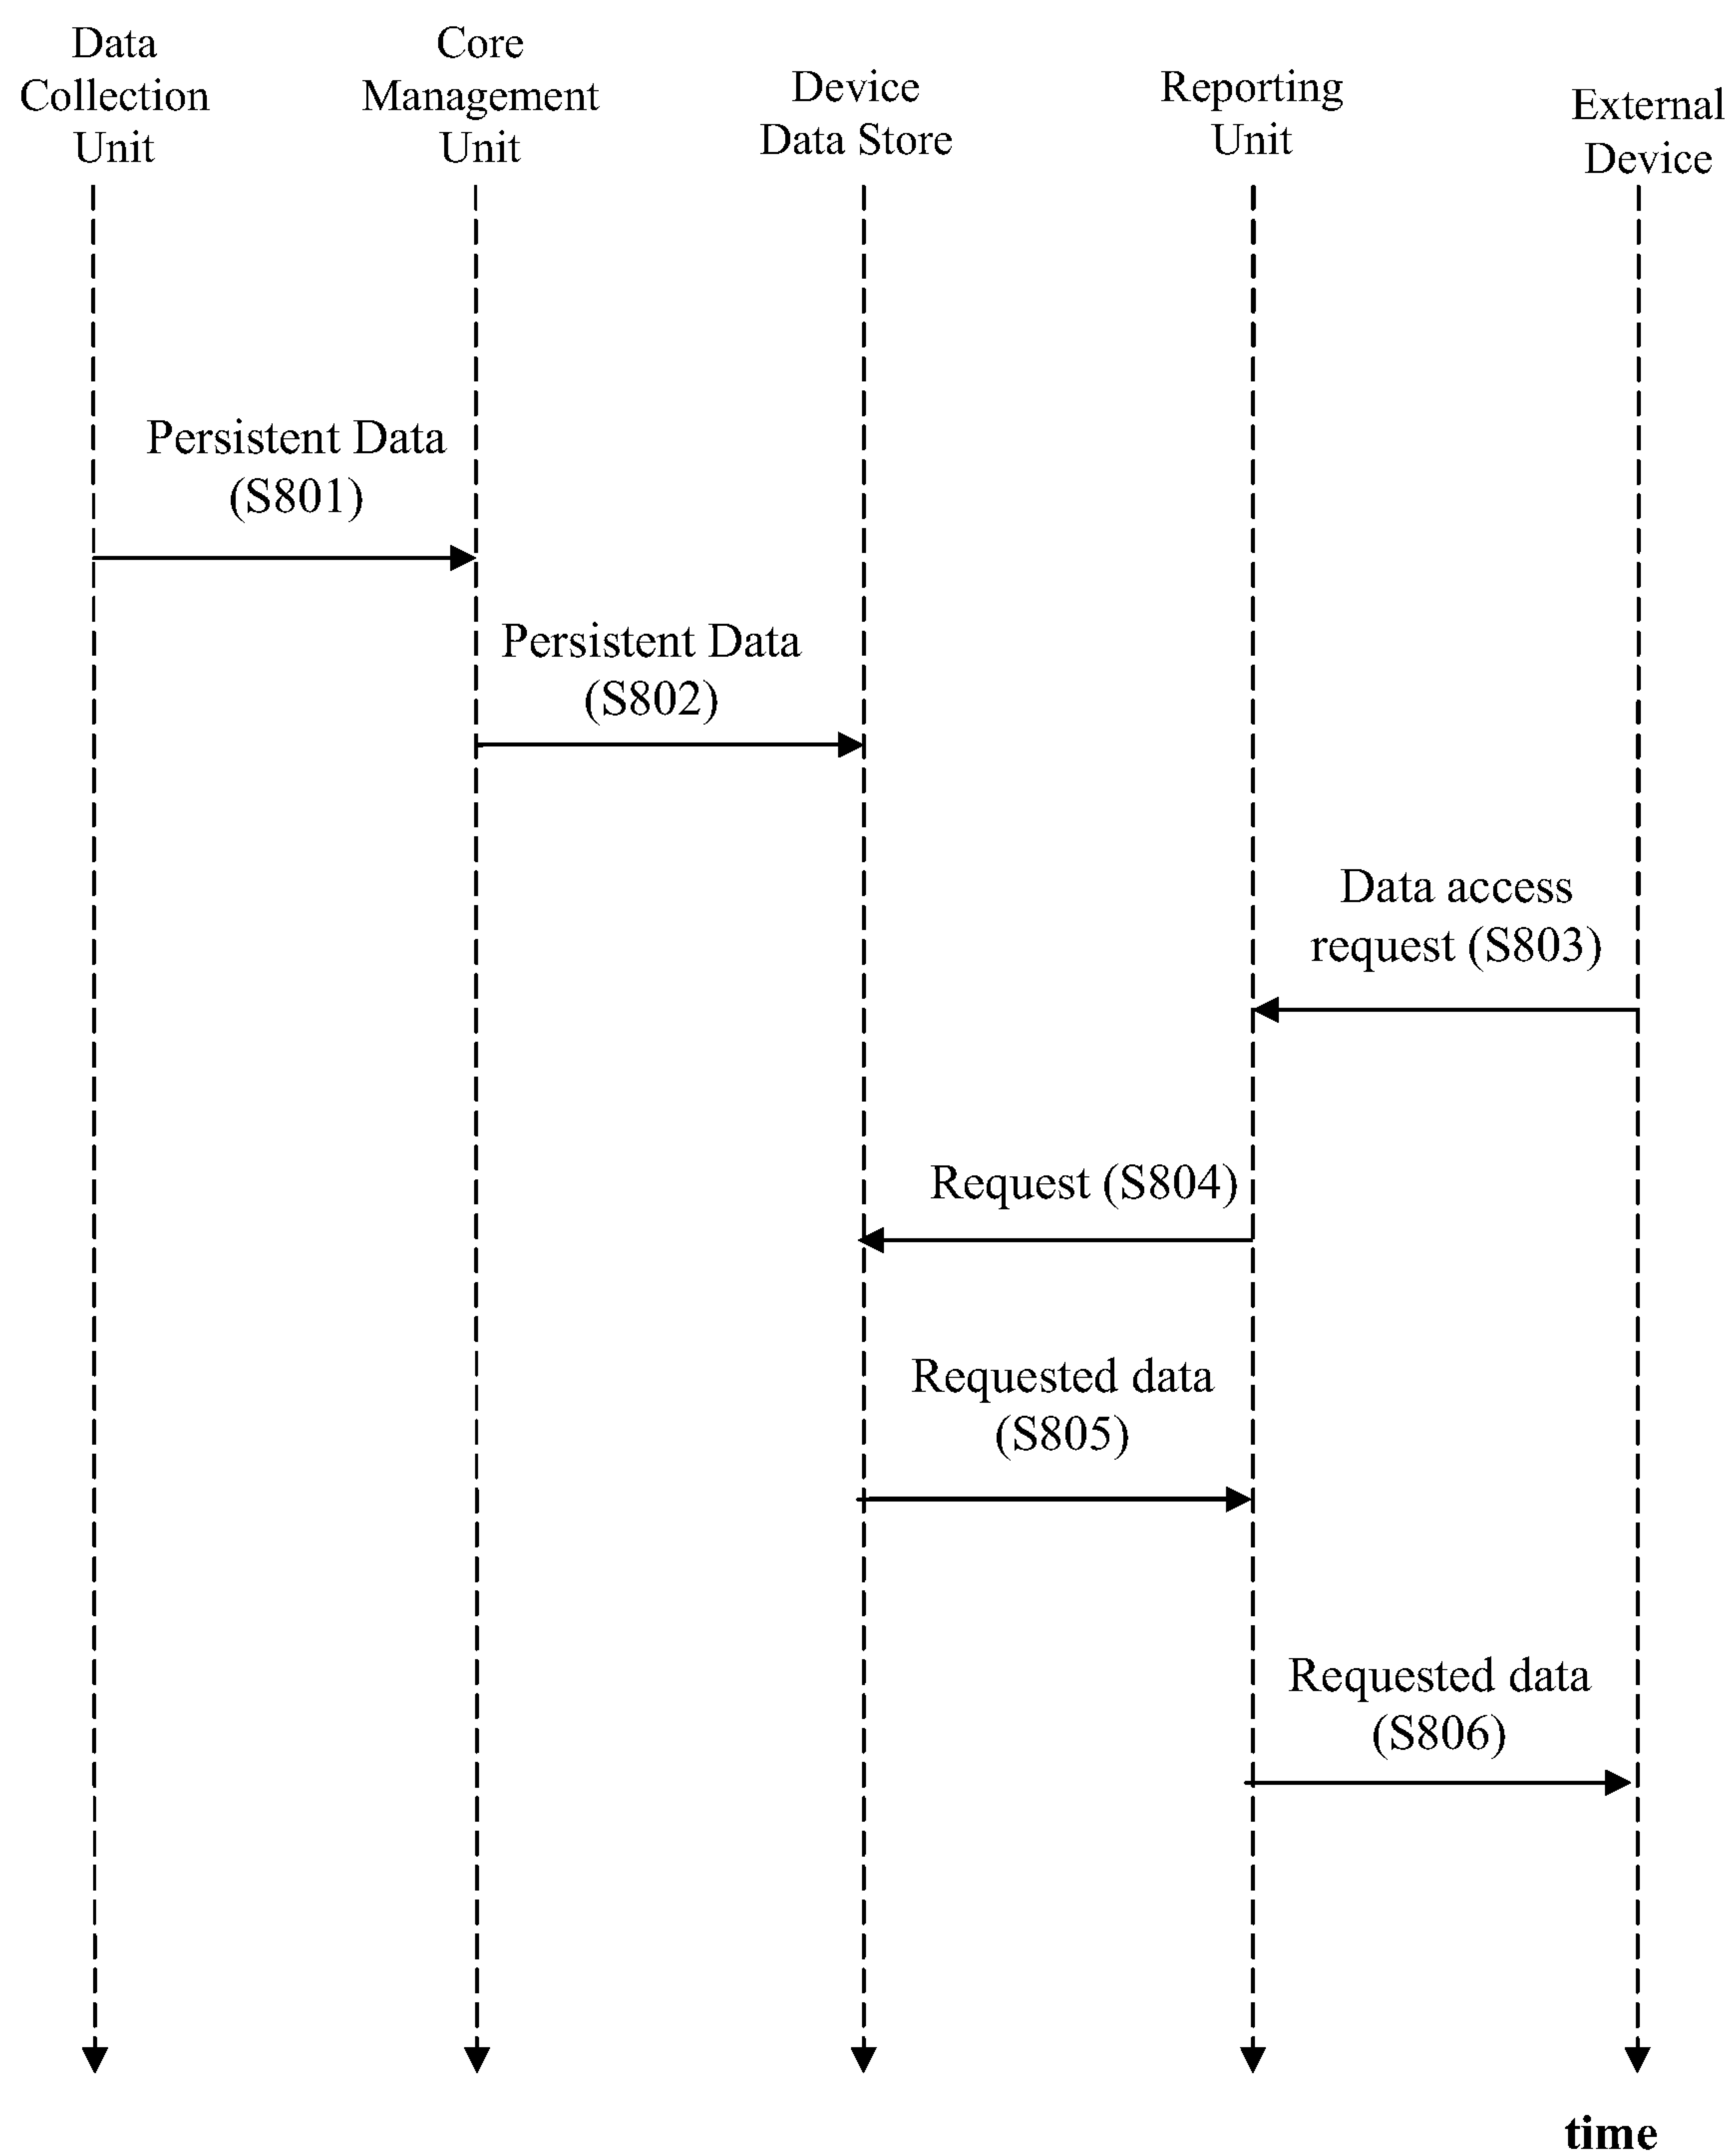 Data
Collection
Unit
Core
Management
Unit
Device
Data Store
Reporting
Unit
External
Device
Persistent Data
(S801)
Persistent Data
(S802)
Data access
request (S803)
Request (S804)
Requested data
(S805)
Requested data
(S806)
time